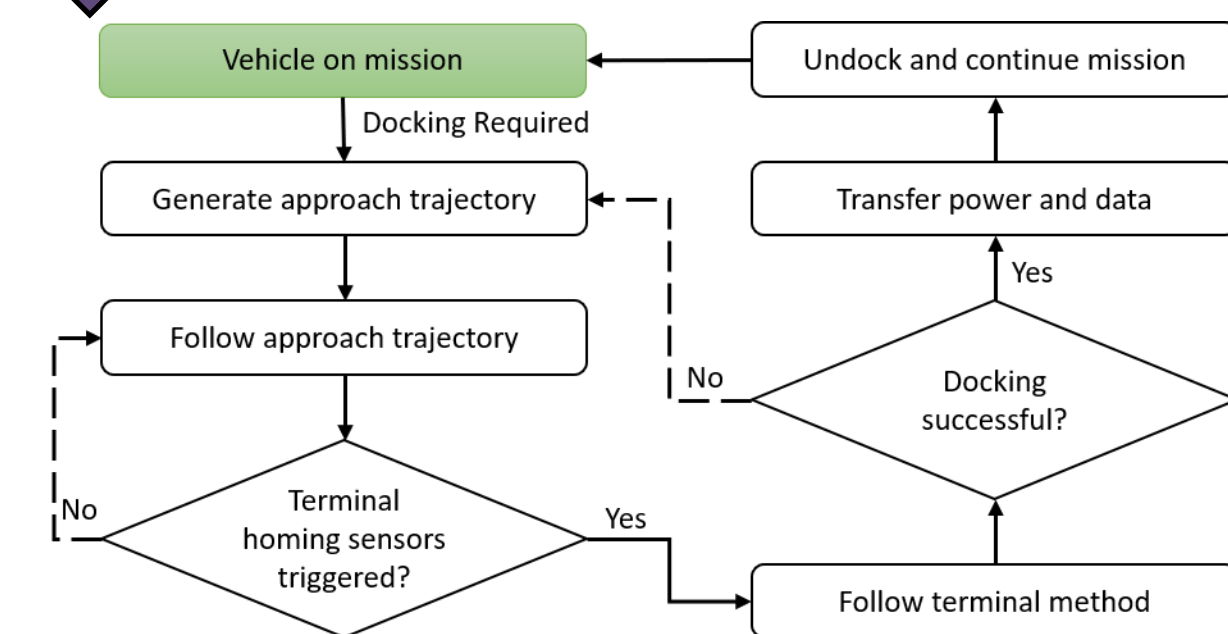 Vehicle on mission
Docking Required
Generate approach trajectory
Follow approach trajectory
No
Terminal
homing sensors
triggered?
Yes
Follow terminal method
Docking
successful?
No
Yes
Transfer power and data
Undock and continue mission